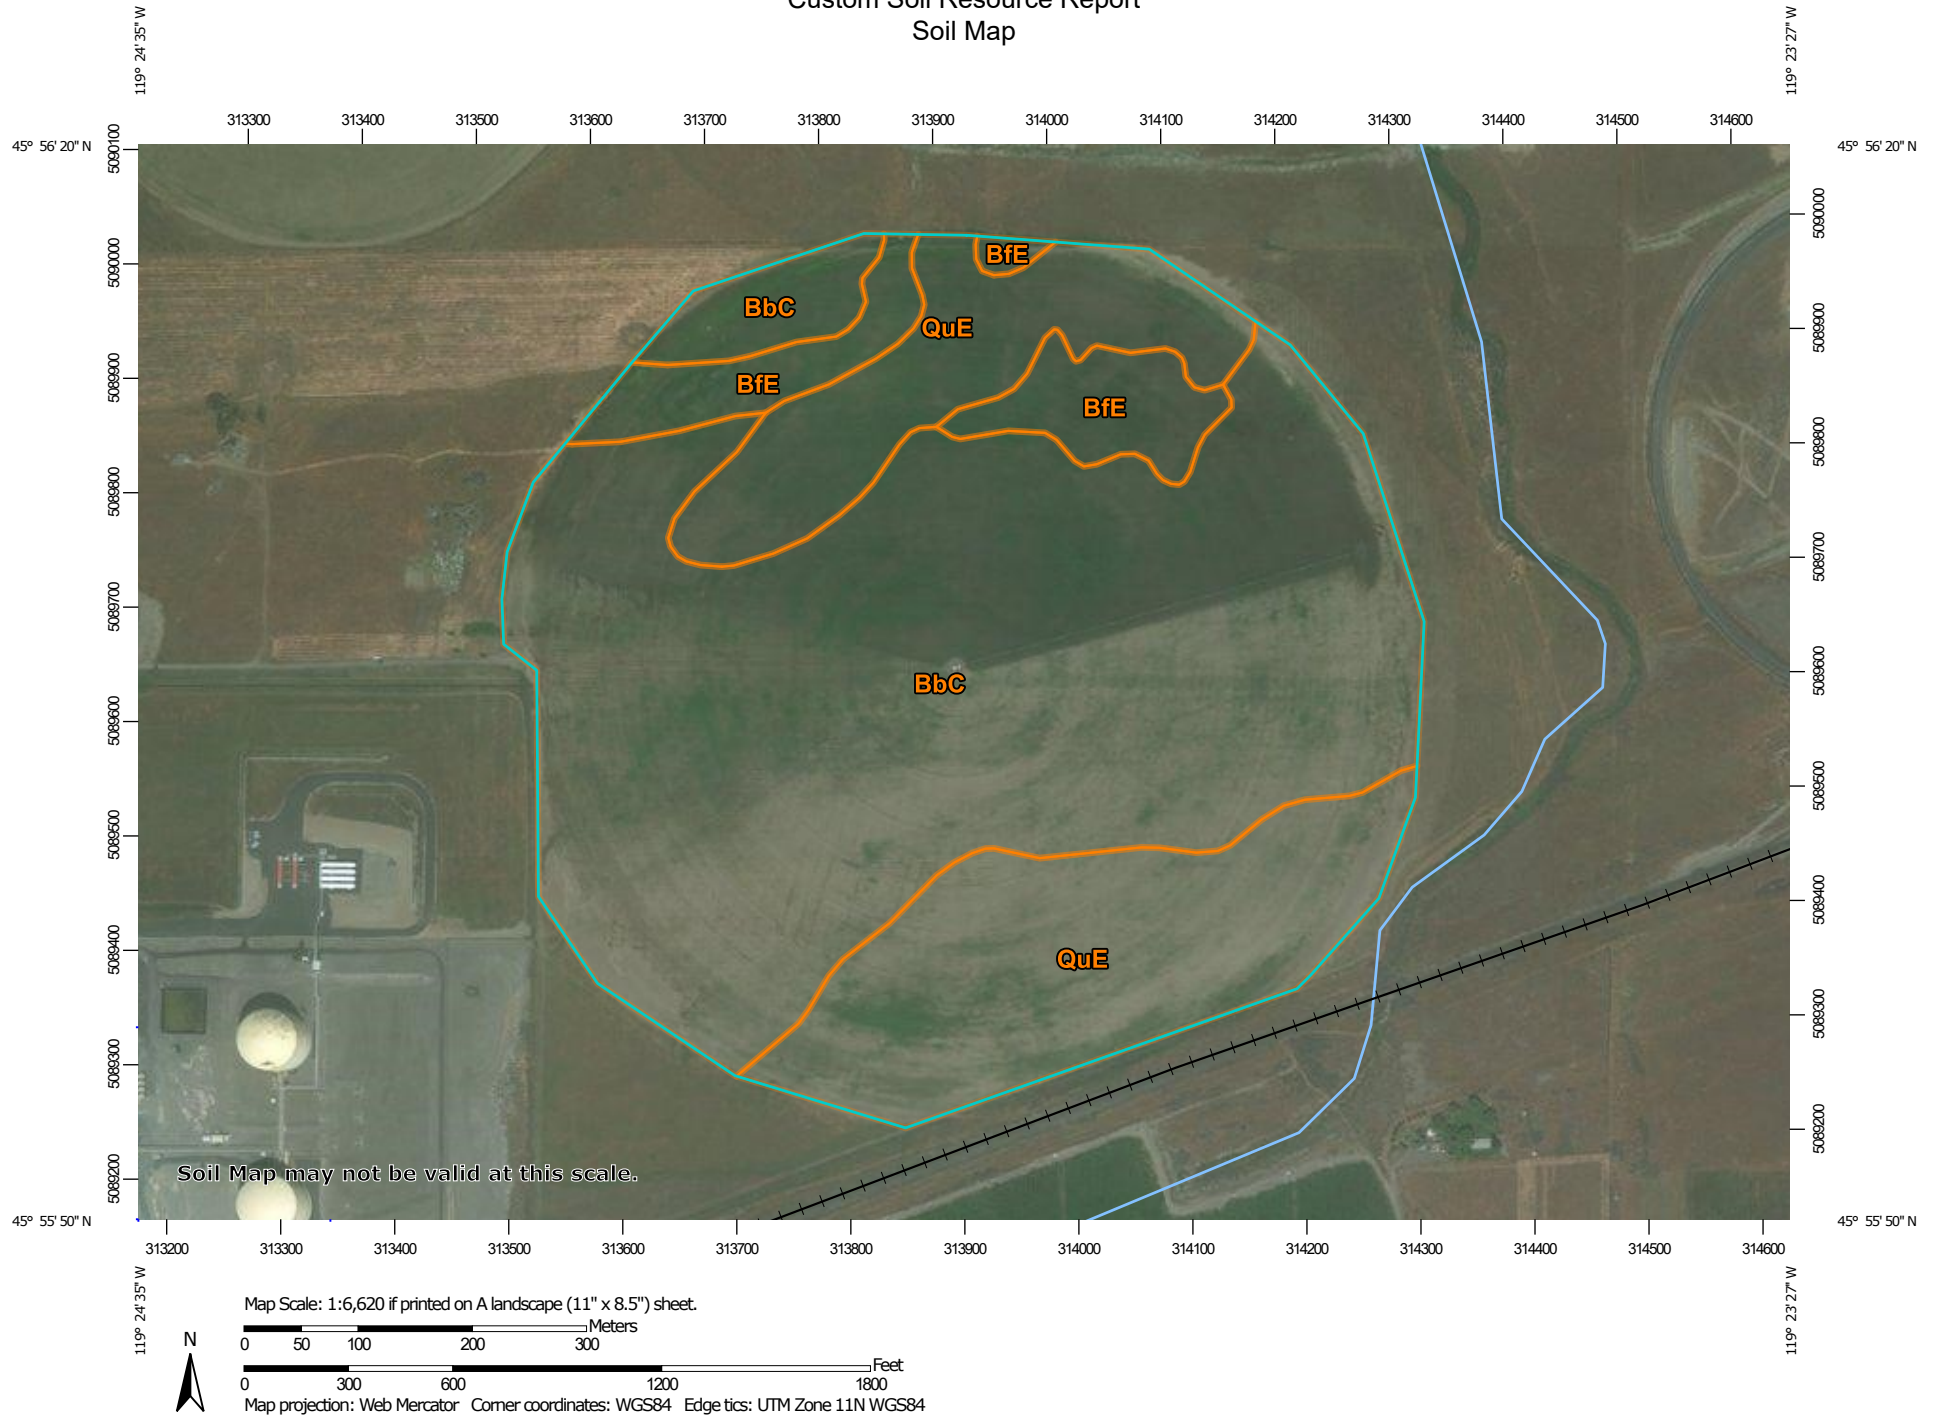 Custom Soil Resource Report
Soil Map
119° 24' 35'' W
119° 23' 27'' W
313300 313400 313500 313600 313700 313800 313900 314000 314100 314200 314300 314400 314500 314600
45° 56' 20'' N
45° 56' 20'' N
5090100
5090000
5089900
5089800
5089700
5089600
5089500
5089400
5089300
5089200
5090000
5089900
5089800
5089700
5089600
5089500
5089400
5089300
5089200
BfE
BbC
QuE
BfE
BfE
BbC
QuE
Soil Map may not be valid at this scale.
45° 55' 50'' N
45° 55' 50'' N
313200 313300 313400 313500 313600 313700 313800 313900 314000 314100 314200 314300 314400 314500 314600
119° 24' 35'' W
119° 23' 27'' W
Map Scale: 1:6,620 if printed on A landscape (11" x 8.5") sheet.
Meters
N
0 50 100 200 300
Feet
0 300 600 1200 1800
Map projection: Web Mercator Corner coordinates: WGS84 Edge tics: UTM Zone 11N WGS84